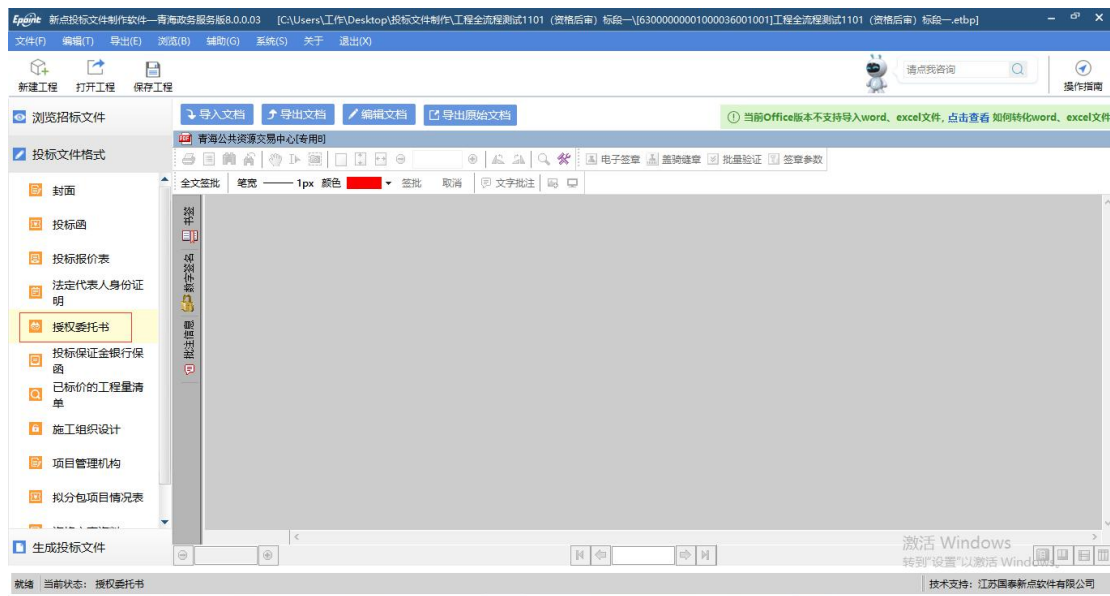 Epoint 新点投标文件制作软件—青海政务服务版8.0.0.03 [C:\Users\工作\Desktop\投标文件制作\工程全流程测试1101（资格后审）标段一\[6300000001000036001001]工程全流程测试1101（资格后审）标段一.etbp]
文件(F) 编辑(T) 导出(E) 浏览(B) 辅助(G) 系统(S) 关于 退出(X)
新建工程 打开工程 保存工程
请点我咨询
操作指南
浏览招标文件
导入文档 导出文档 编辑文档 导出原始文档
当前Office版本不支持导入word、excel文件, 点击查看 如何转化word、excel文件
青海公共资源交易中心[专用8]
投标文件格式
电子签章 盖骑缝章 批量验证 签章参数
全文签批 笔宽 1px 颜色 签批 取消 文字批注
书签
数字签名
批注信息
封面
投标函
投标报价表
法定代表人身份证
明
授权委托书
投标保证金银行保
函
已标价的工程量清
单
施工组织设计
项目管理机构
拟分包项目情况表
生成投标文件
激活 Windows
转到"设置"以激活 Windows。
就绪 当前状态：授权委托书
技术支持：江苏国泰新点软件有限公司